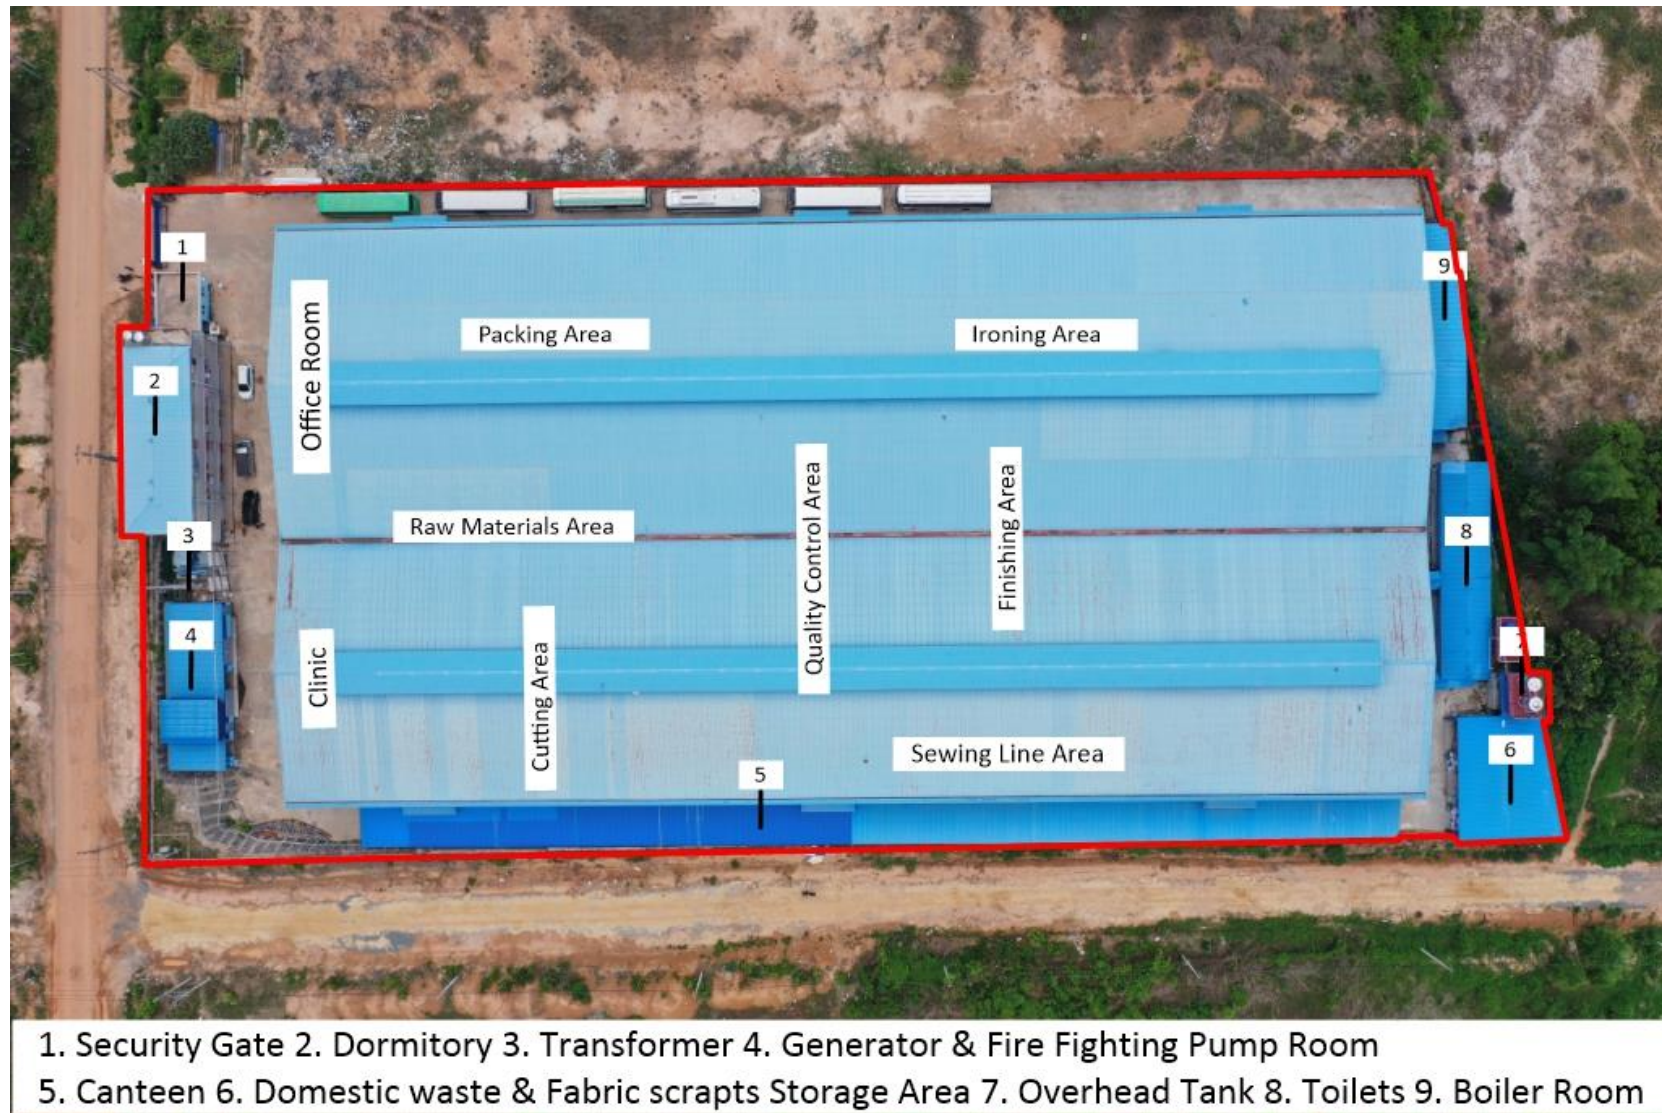 1
9
Packing Area
Ironing Area
Office Room
2
Quality Control Area
Finishing Area
Raw Materials Area
3
8
4
7
Clinic
Cutting Area
6
Sewing Line Area
5
1. Security Gate 2. Dormitory 3. Transformer 4. Generator & Fire Fighting Pump Room
5. Canteen 6. Domestic waste & Fabric scrapts Storage Area 7. Overhead Tank 8. Toilets 9. Boiler Room